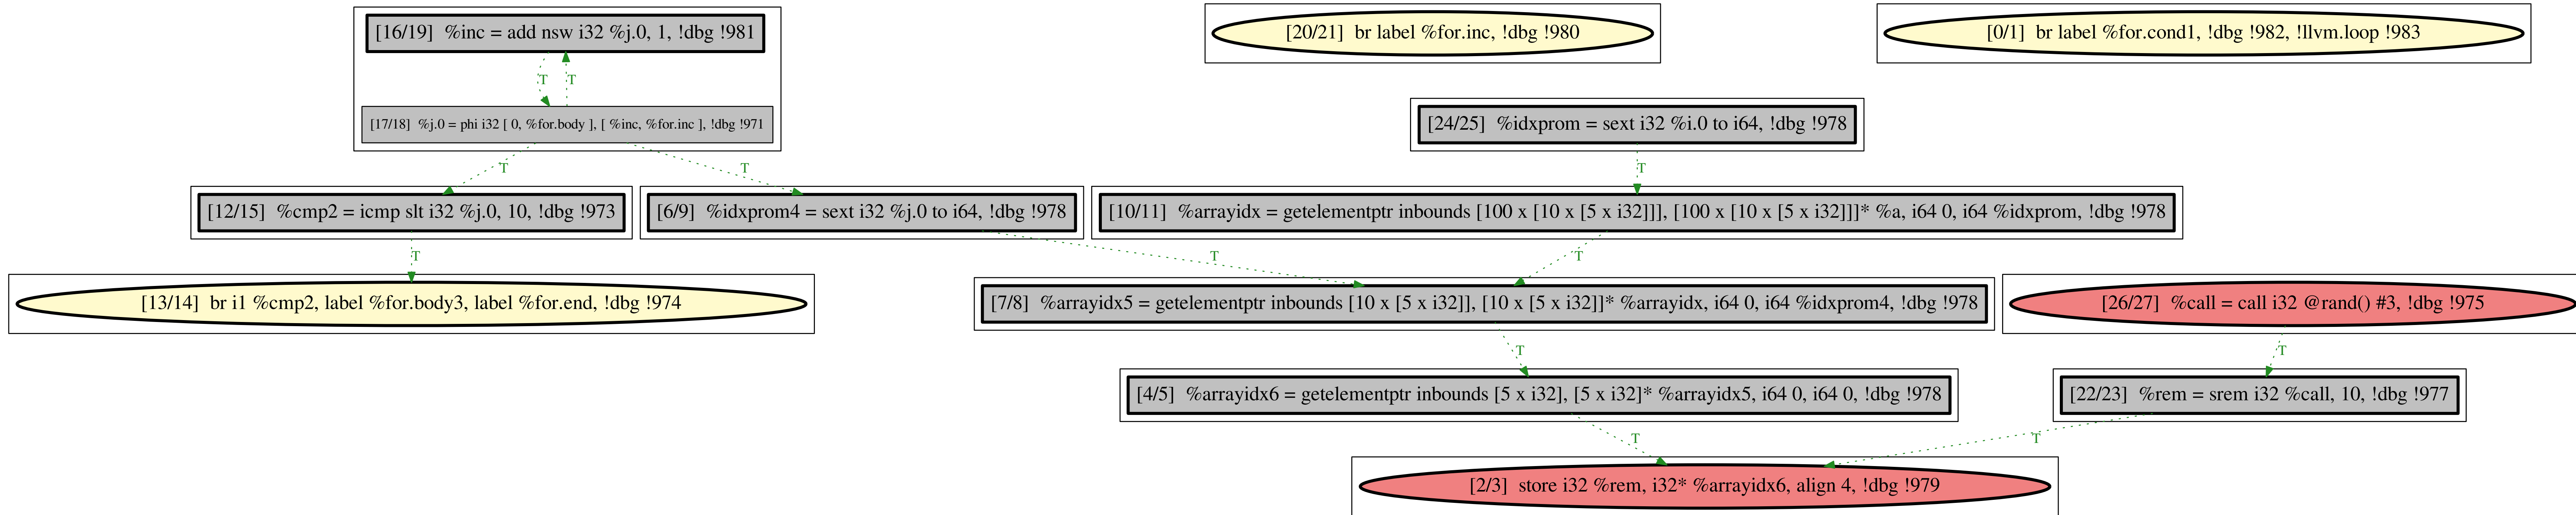 [16/19] %inc = add nsw i32 %j.0, 1, !dbg !981
[20/21] br label %for.inc, !dbg !980
[0/1] br label %for.cond1, !dbg !982, !llvm.loop !983
T
T
[17/18] %j.0 = phi i32 [ 0, %for.body ], [ %inc, %for.inc ], !dbg !971
[24/25] %idxprom = sext i32 %i.0 to i64, !dbg !978
T
T
T
[12/15] %cmp2 = icmp slt i32 %j.0, 10, !dbg !973
[6/9] %idxprom4 = sext i32 %j.0 to i64, !dbg !978
[10/11] %arrayidx = getelementptr inbounds [100 x [10 x [5 x i32]]], [100 x [10 x [5 x i32]]]* %a, i64 0, i64 %idxprom, !dbg !978
T
T
T
[13/14] br i1 %cmp2, label %for.body3, label %for.end, !dbg !974
[7/8] %arrayidx5 = getelementptr inbounds [10 x [5 x i32]], [10 x [5 x i32]]* %arrayidx, i64 0, i64 %idxprom4, !dbg !978
[26/27] %call = call i32 @rand() #3, !dbg !975
T
T
[4/5] %arrayidx6 = getelementptr inbounds [5 x i32], [5 x i32]* %arrayidx5, i64 0, i64 0, !dbg !978
[22/23] %rem = srem i32 %call, 10, !dbg !977
T
T
[2/3] store i32 %rem, i32* %arrayidx6, align 4, !dbg !979